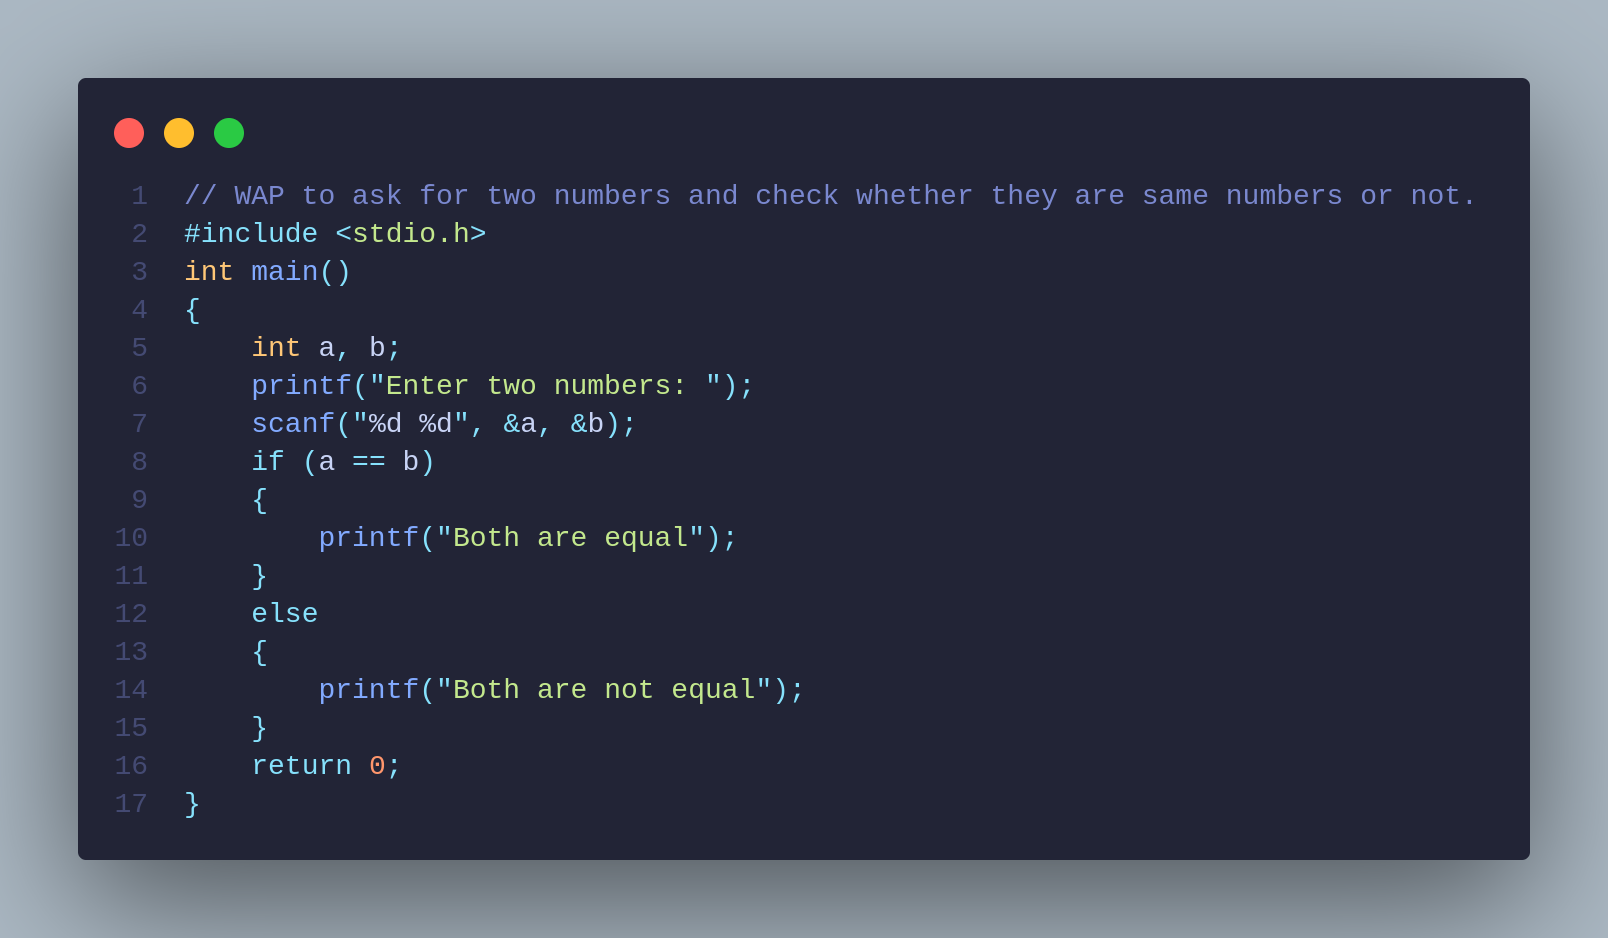 1 // WAP to ask for two numbers and check whether they are same numbers or not.
2 #include <stdio.h>
3 int main()
4 {
5     int a, b;
6     printf("Enter two numbers: ");
7     scanf("%d %d", &a, &b);
8     if (a == b)
9     {
10         printf("Both are equal");
11     }
12     else
13     {
14         printf("Both are not equal");
15     }
16     return 0;
17 }